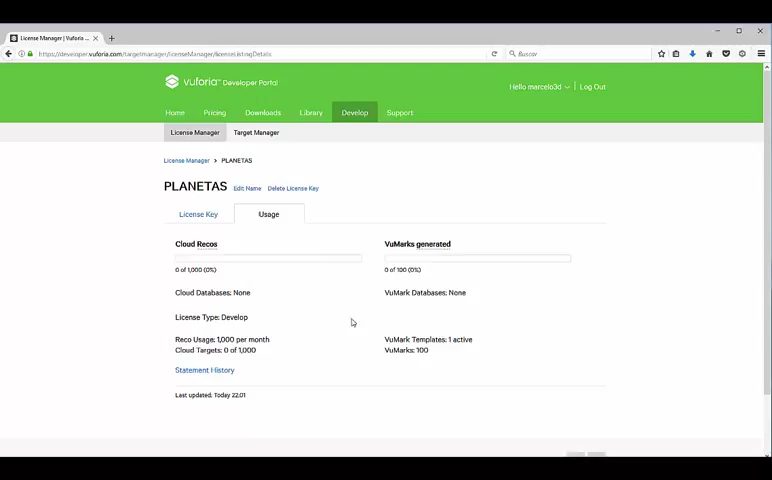 License Manager | Vuforia ...
https://developer.vuforia.com/targetmanager/licenseManager/licenseListingDetails
Buscar
vuforia™ Developer Portal
Hello marcelo3d
Log Out
Home
Pricing
Downloads
Library
Develop
Support
License Manager
Target Manager
License Manager > PLANETAS
PLANETAS
Edit Name
Delete License Key
License Key
Usage
Cloud Recos
VuMarks generated
0 of 1,000 (0%)
0 of 100 (0%)
Cloud Databases: None
VuMark Databases: None
License Type: Develop
Reco Usage: 1,000 per month
VuMark Templates: 1 active
Cloud Targets: 0 of 1,000
VuMarks: 100
Statement History
Last updated: Today 22:01